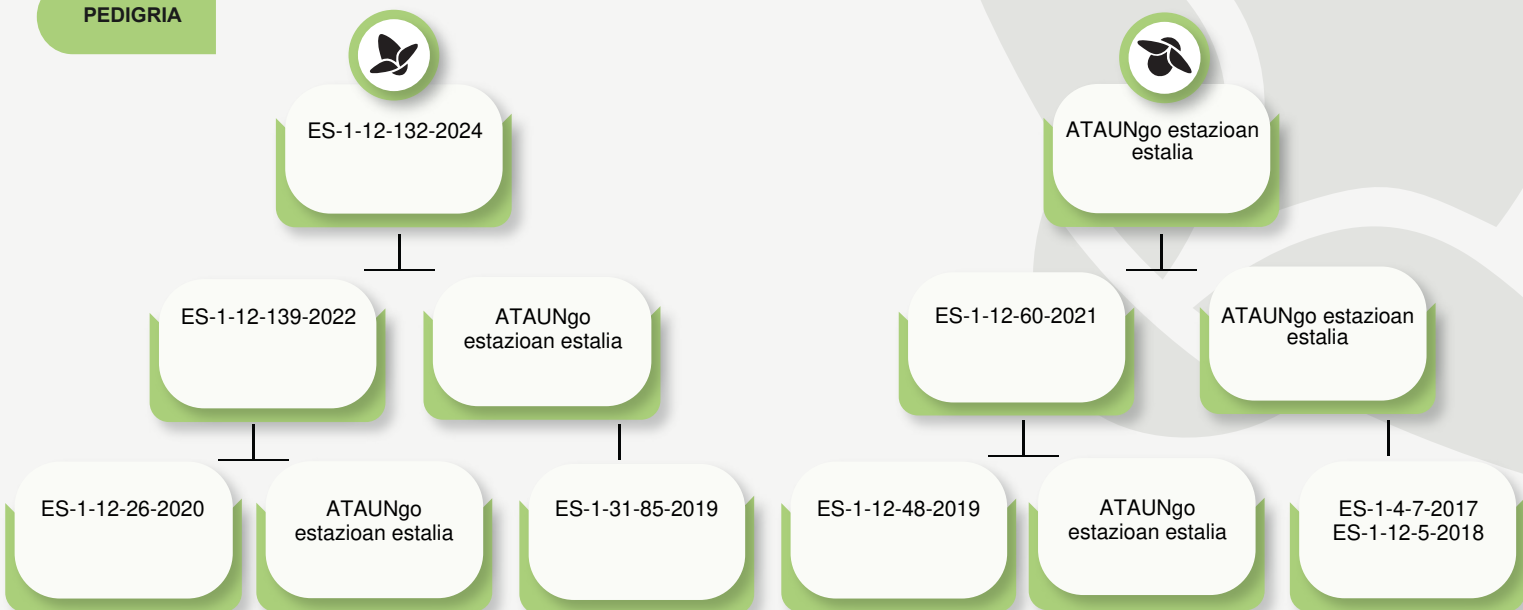 PEDIGRIA
ES-1-12-132-2024
ATAUNgo estazioan
estalia
ES-1-12-139-2022
ATAUNgo
estazioan estalia
ES-1-12-60-2021
ATAUNgo estazioan
estalia
ES-1-12-26-2020
ATAUNgo
estazioan estalia
ES-1-31-85-2019
ES-1-12-48-2019
ATAUNgo
estazioan estalia
ES-1-4-7-2017
ES-1-12-5-2018